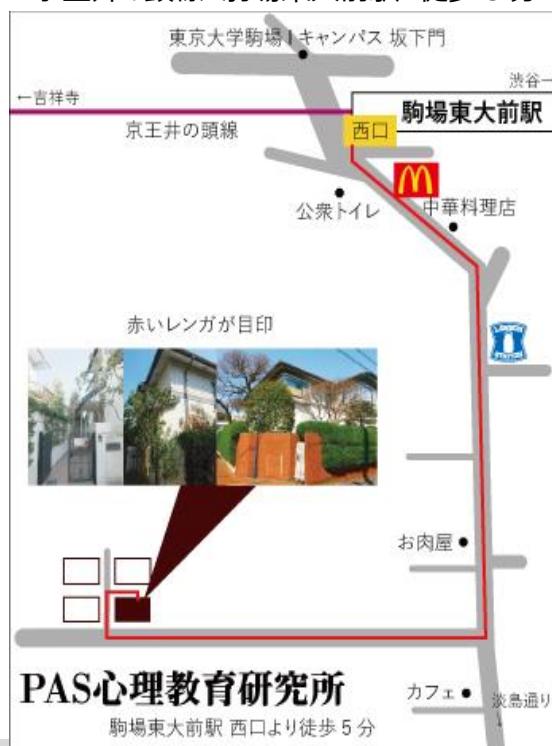 東京大学駒場Iキャンパス 坂下門
←吉祥寺
渋谷
駒場東大前駅
京王井の頭線
西口
公衆トイレ
中華料理店
赤いレンガが目印
LAWSON
STATION
お肉屋
PAS心理教育研究所
カフェ
淡島通り
駒場東大前駅 西口より徒歩5分